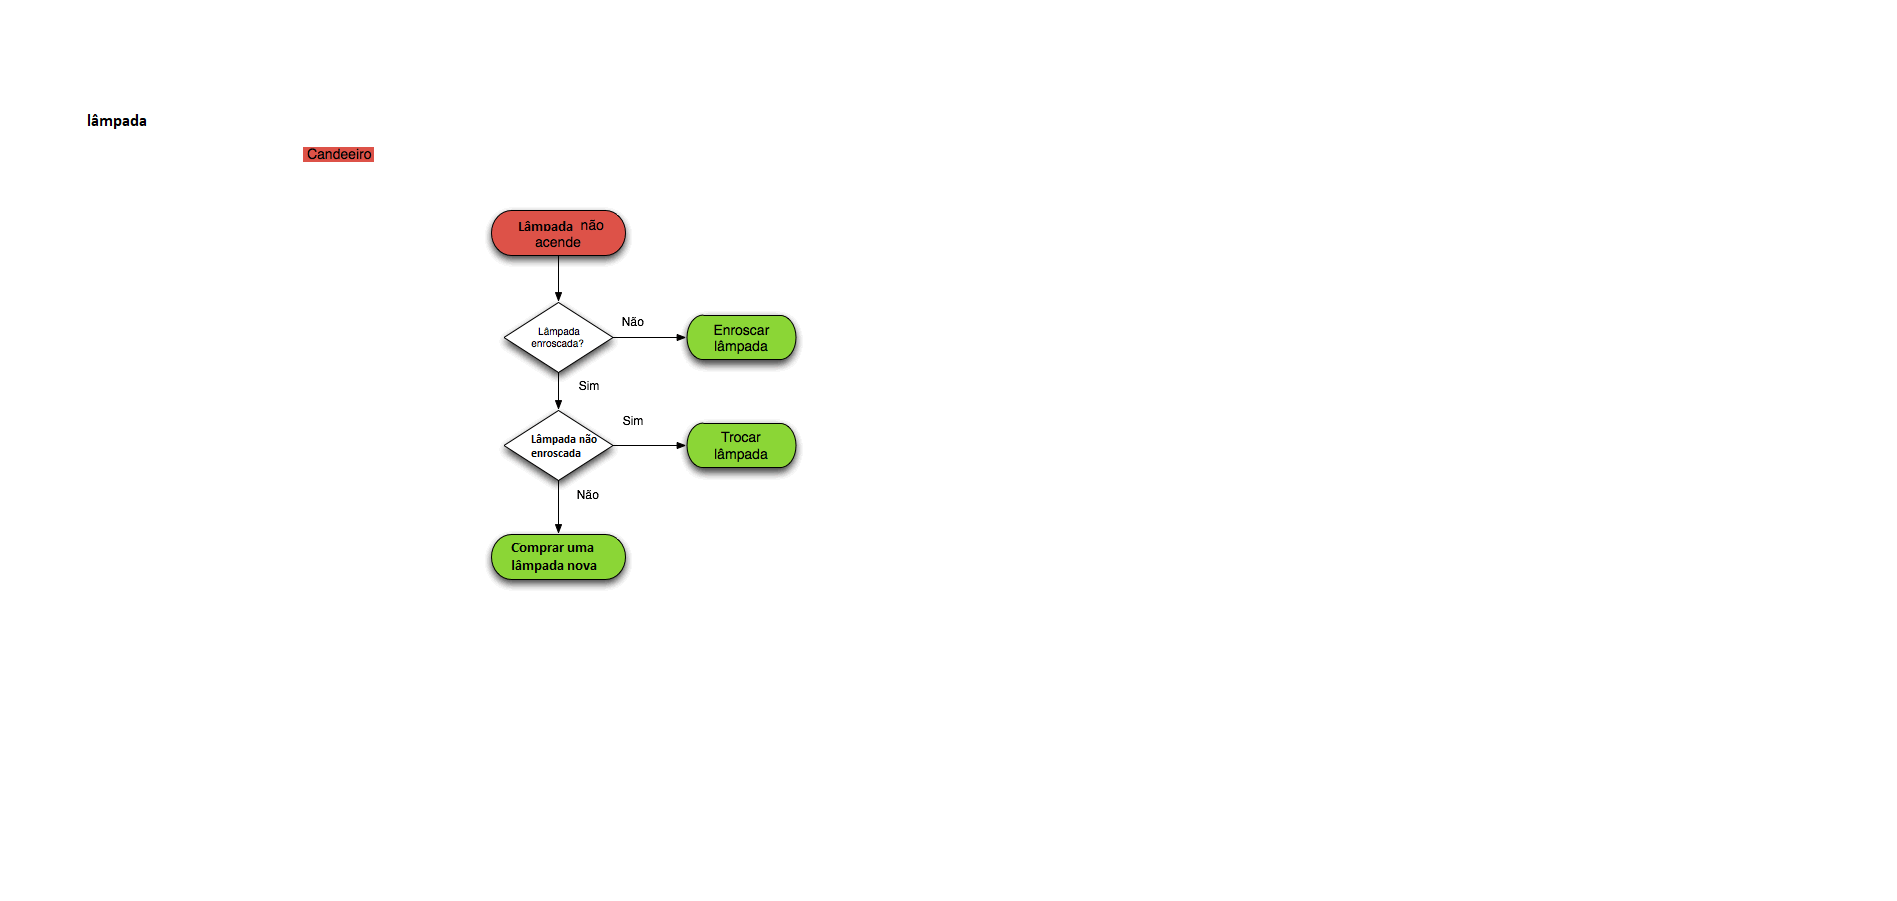 lâmpada
Candeeiro
Lâmpada não
acende
Lâmpada
enroscada?
Não
Enroscar
lâmpada
Sim
Lâmpada não
enroscada
Sim
Trocar
lâmpada
Não
Comprar uma
lâmpada nova